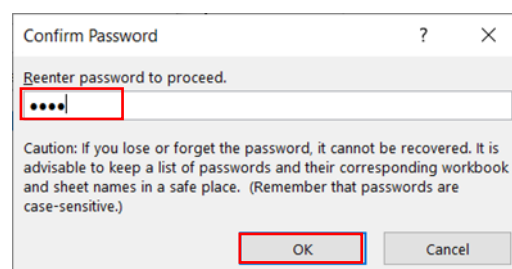 Confirm Password ? ×
Reenter password to proceed.
••••
Caution: If you lose or forget the password, it cannot be recovered. It is
advisable to keep a list of passwords and their corresponding workbook
and sheet names in a safe place.  (Remember that passwords are
case-sensitive.)
OK Cancel